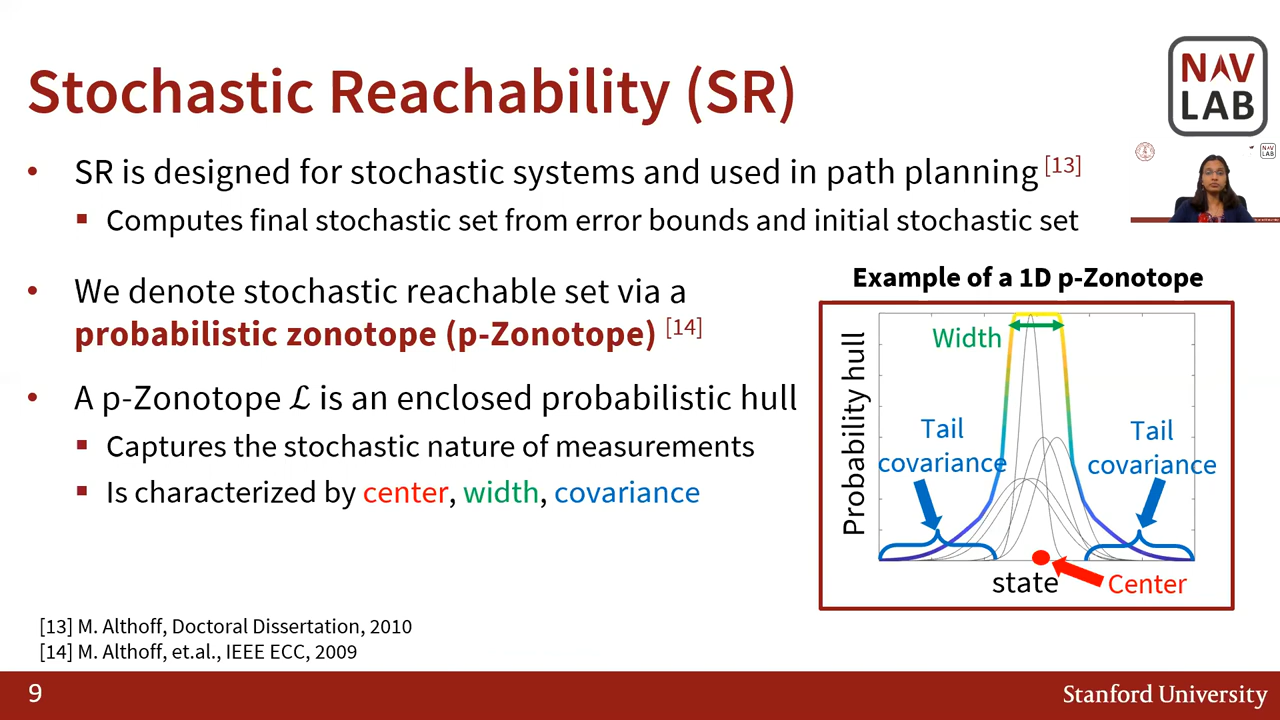 Stochastic Reachability (SR)
NAV
LAB
• SR is designed for stochastic systems and used in path planning [13]
▪ Computes final stochastic set from error bounds and initial stochastic set
NAV
LAB
• We denote stochastic reachable set via a
probabilistic zonotope (p-Zonotope) [14]
• A p-Zonotope ℒ is an enclosed probabilistic hull
▪ Captures the stochastic nature of measurements
▪ Is characterized by center, width, covariance
Example of a 1D p-Zonotope
Probability hull
Width
Tail
covariance
Tail
covariance
state
Center
[13] M. Althoff, Doctoral Dissertation, 2010
[14] M. Althoff, et.al., IEEE ECC, 2009
9
Stanford University